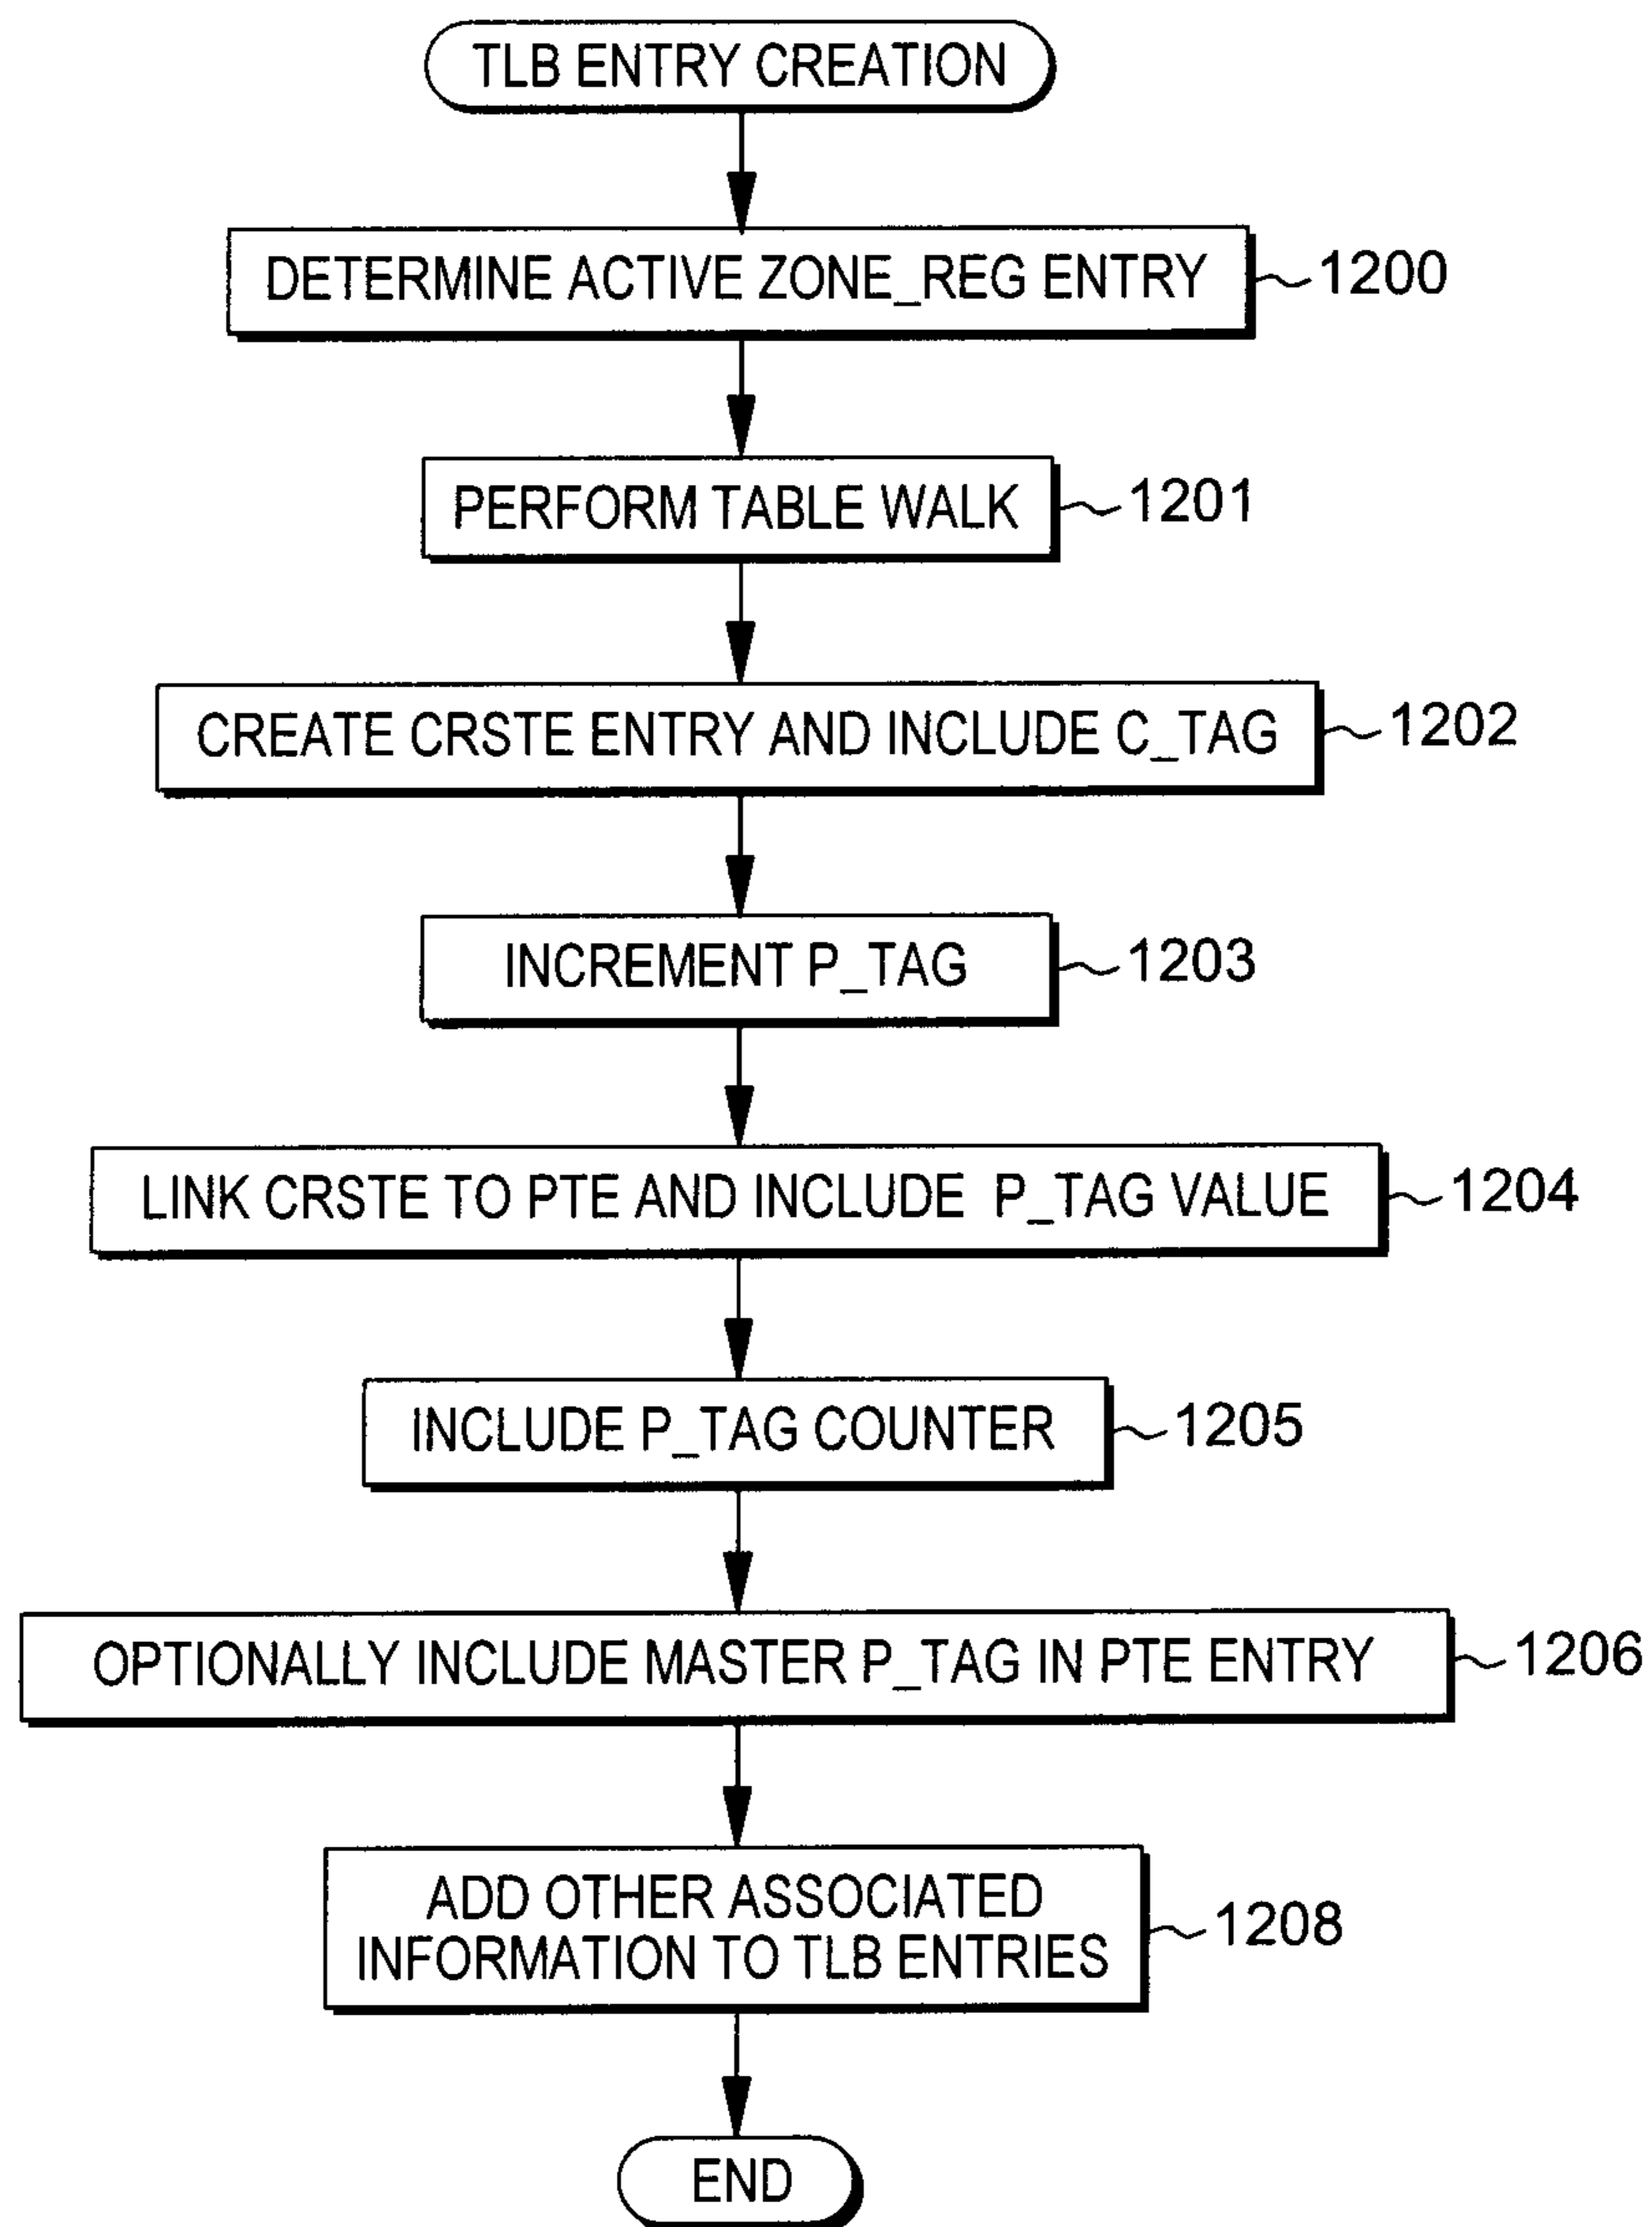 TLB ENTRY CREATION
DETERMINE ACTIVE ZONE_REG ENTRY
1200
PERFORM TABLE WALK
1201
CREATE CRSTE ENTRY AND INCLUDE C_TAG
1202
INCREMENT P_TAG
1203
LINK CRSTE TO PTE AND INCLUDE P_TAG VALUE
1204
INCLUDE P_TAG COUNTER
1205
OPTIONALLY INCLUDE MASTER P_TAG IN PTE ENTRY
1206
ADD OTHER ASSOCIATED
INFORMATION TO TLB ENTRIES
1208
END